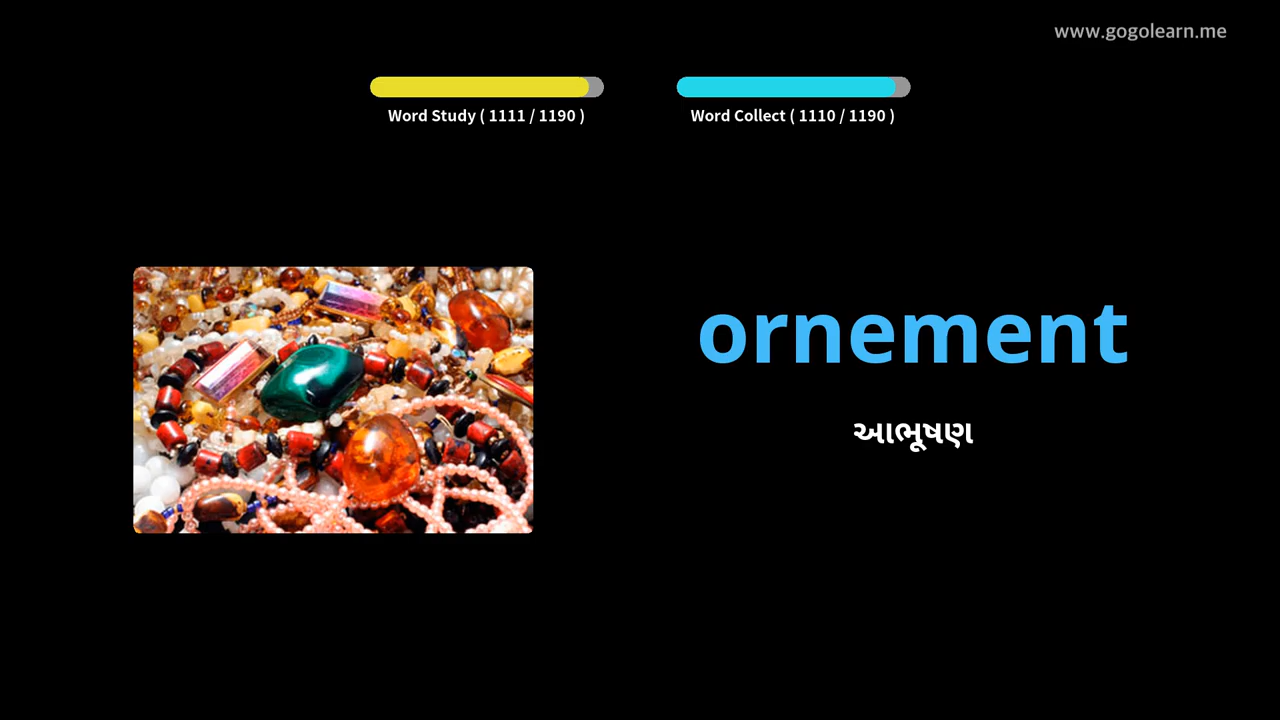 www.gogolearn.me
Word Study ( 1111 / 1190 )
Word Collect ( 1110 / 1190 )
ornement
આભૂષણ